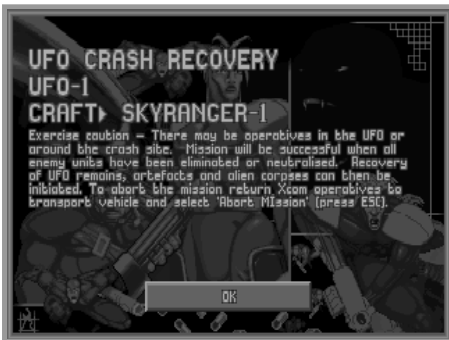 UFO CRASH RECOVERY
UFO-1
CRAFT> SKYRANGER-1
Exercise caution - There may be operatives in the UFO or
around the crash site. Mission will be successful when all
enemy units have been eliminated or neutralised. Recovery
of UFO remains, artefacts and alien corpses can then be
initiated. To abort the mission return Xcom operatives to
transport vehicle and select 'Abort MIssion' (press ESC).
OK